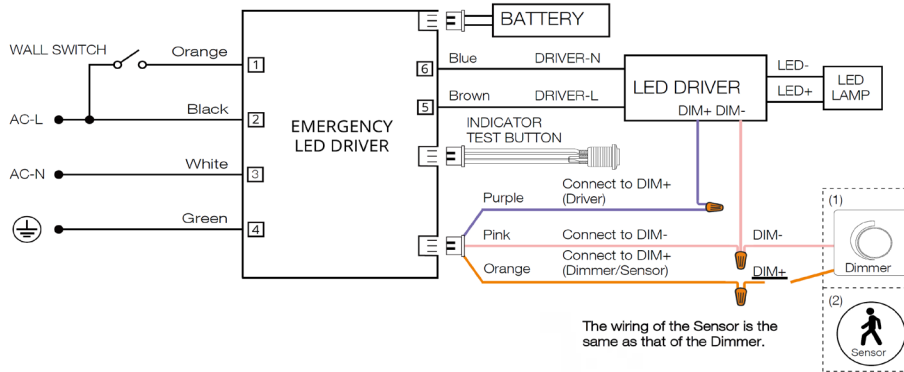 BATTERY
WALL SWITCH
Orange
1
6
Blue
DRIVER-N
LED DRIVER
DIM+ DIM-
LED-
LED+
LED
LAMP
AC-L
Black
2
5
Brown
DRIVER-L
EMERGENCY
LED DRIVER
INDICATOR
TEST BUTTON
AC-N
White
3
Green
4
Purple
Connect to DIM+
(Driver)
Pink
Connect to DIM-
DIM-
Orange
Connect to DIM+
(Dimmer/Sensor)
DIM+
(1)
Dimmer
(2)
Sensor
The wiring of the Sensor is the
same as that of the Dimmer.